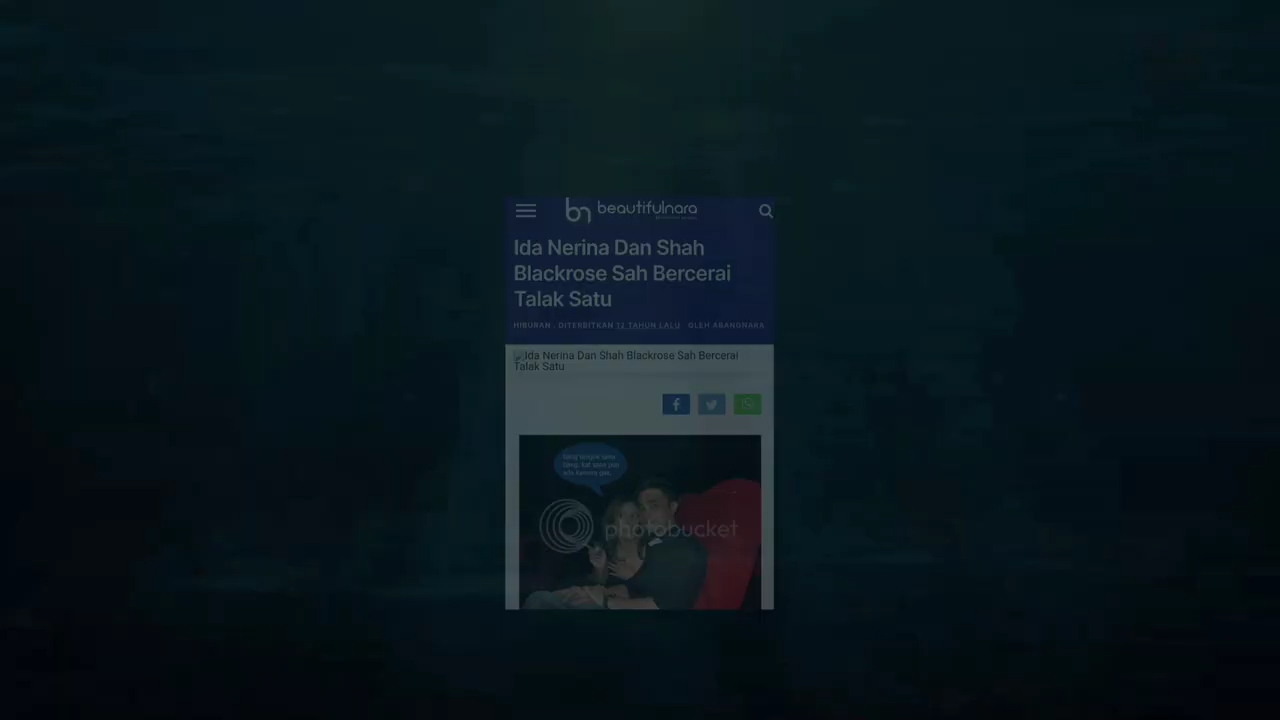 beautifulnara
Ida Nerina Dan Shah
Blackrose Sah Bercerai
Talak Satu
HIBURAN . DITERBITKAN 12 TAHUN LALU OLEH ABANGNARA
Ida Nerina Dan Shah Blackrose Sah Bercerai
Talak Satu
photobucket